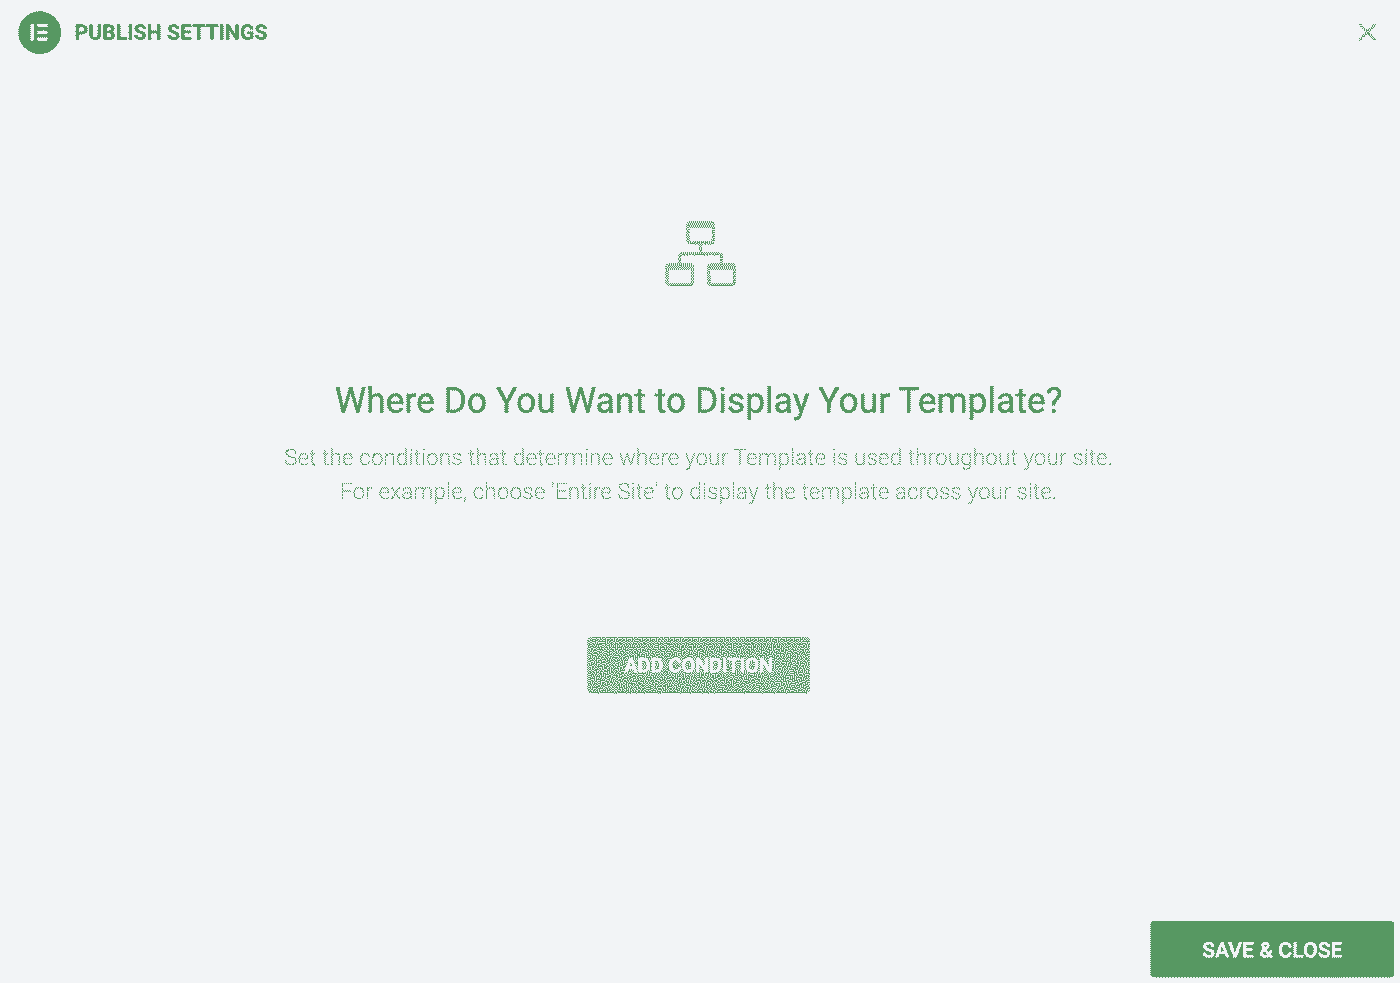 PUBLISH SETTINGS
Where Do You Want to Display Your Template?
Set the conditions that determine where your Template is used throughout your site.
For example, choose 'Entire Site' to display the template across your site.
ADD CONDITION
SAVE & CLOSE